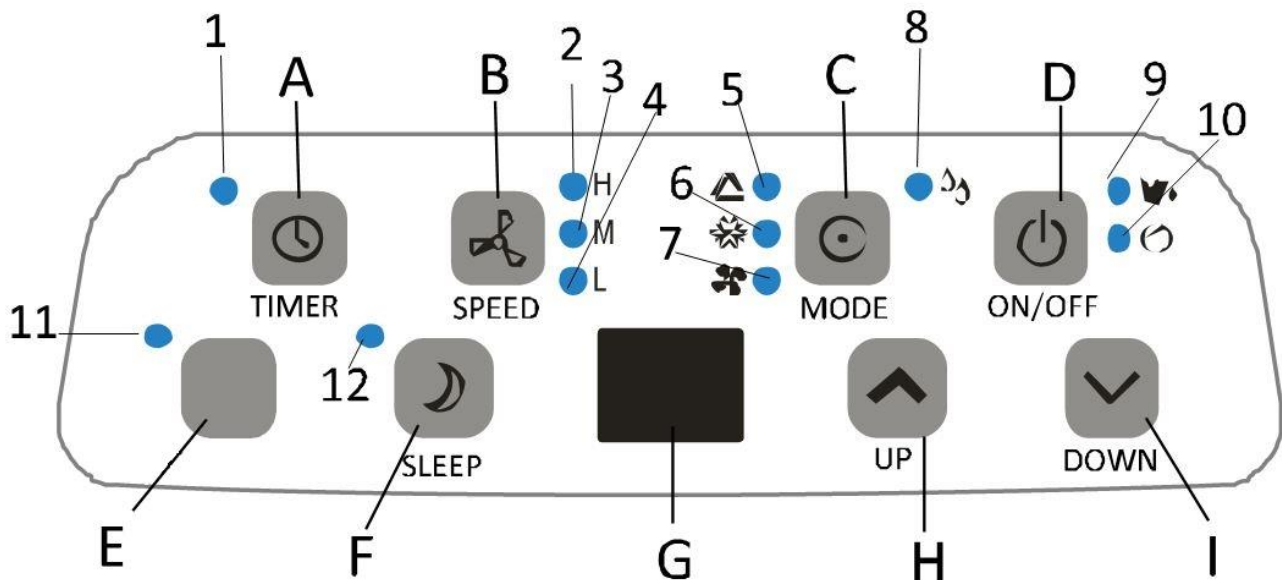 1 A B 2 3 4 5 C 8 D 9 10
H
6 M
7 L
TIMER SPEED MODE ON/OFF
11 12
SLEEP UP DOWN
E F G H I